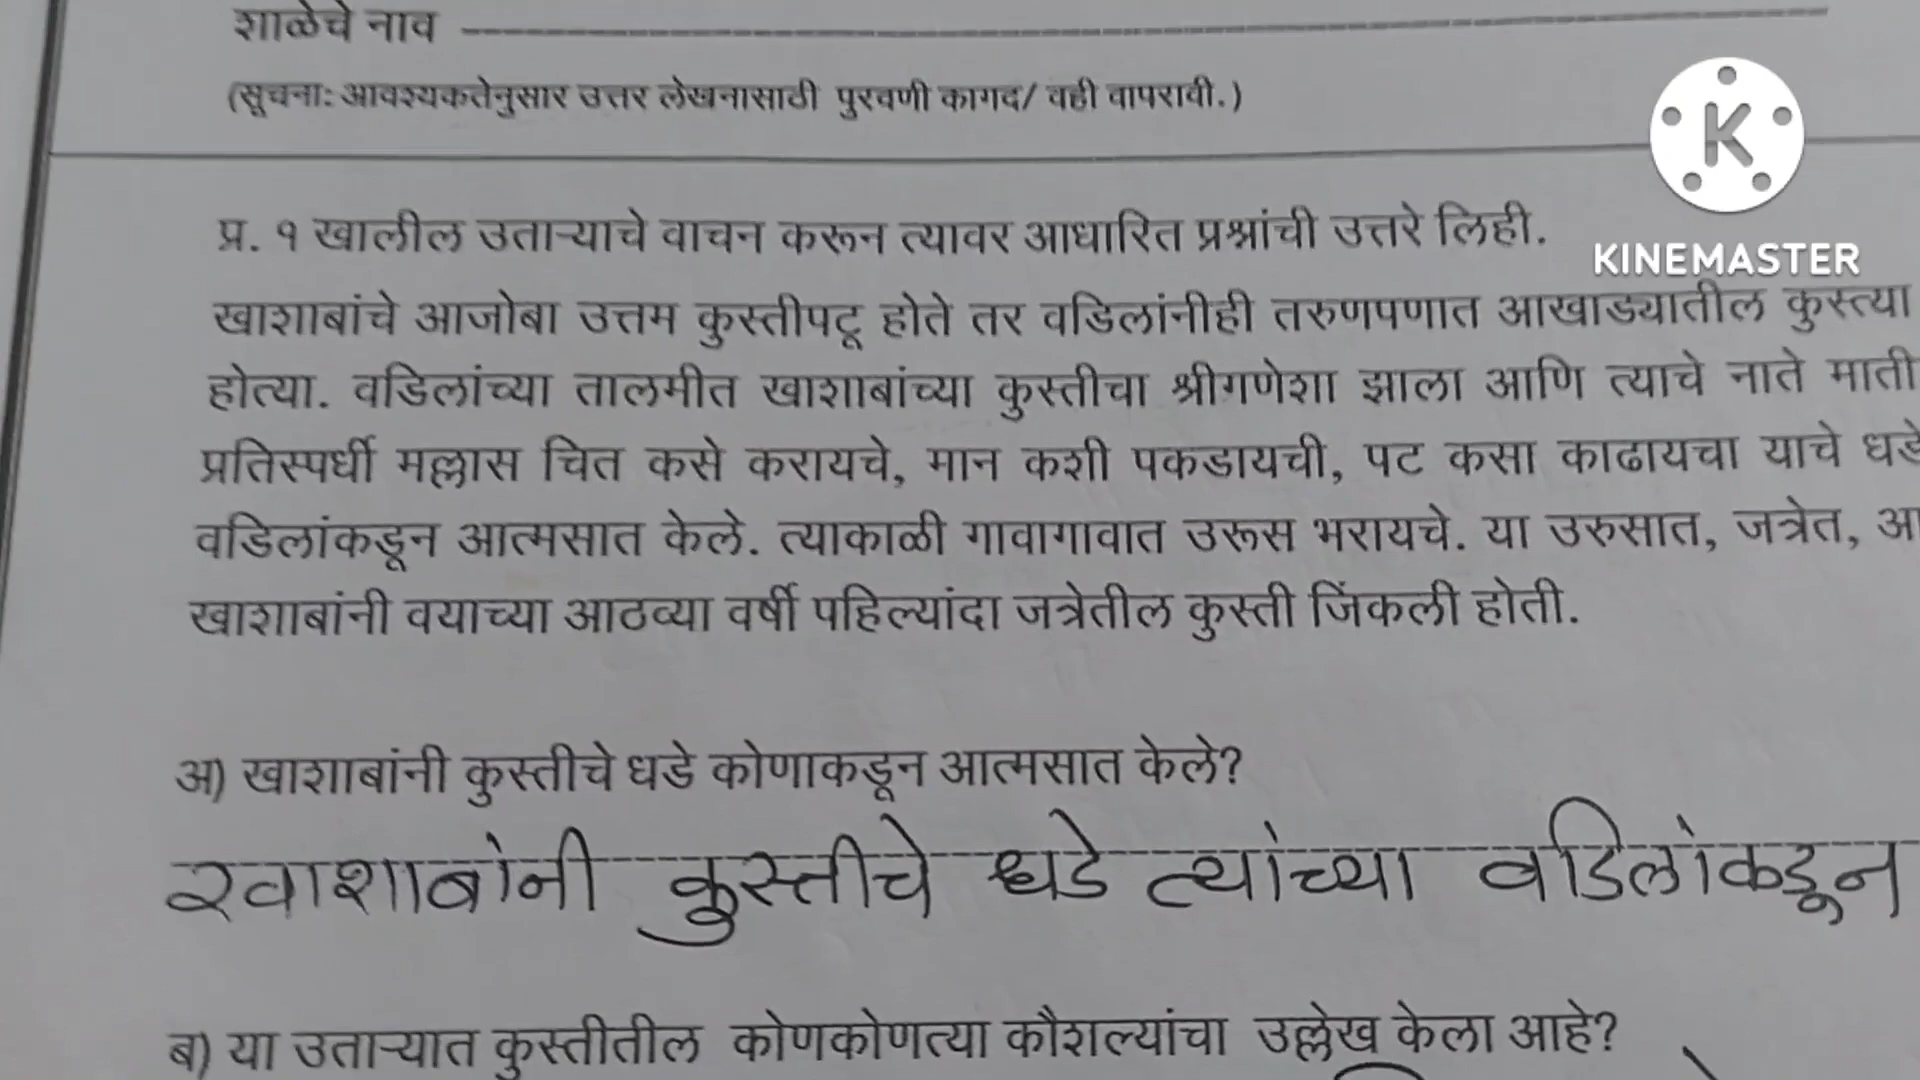 शाळेचे नाव
(सूचना: आवश्यकतेनुसार उत्तर लेखनासाठी पुरवणी कागद/ वही वापरावी.)
KINEMASTER
प्र. १ खालील उताऱ्याचे वाचन करून त्यावर आधारित प्रश्नांची उत्तरे लिही.
खाशाबांचे आजोबा उत्तम कुस्तीपटू होते तर वडिलांनीही तरुणपणात आखाड्यातील कुस्त्या
होत्या. वडिलांच्या तालमीत खाशाबांच्या कुस्तीचा श्रीगणेशा झाला आणि त्याचे नाते माती
प्रतिस्पर्धी मल्लास चित कसे करायचे, मान कशी पकडायची, पट कसा काढायचा याचे धडे
वडिलांकडून आत्मसात केले. त्याकाळी गावागावात उरूस भरायचे. या उरुसात, जत्रेत, आ
खाशाबांनी वयाच्या आठव्या वर्षी पहिल्यांदा जत्रेतील कुस्ती जिंकली होती.
अ) खाशाबांनी कुस्तीचे धडे कोणाकडून आत्मसात केले?
खाशाबांनी कुस्तीचे धडे त्यांच्या वडिलांकडून
ब) या उताऱ्यात कुस्तीतील कोणकोणत्या कौशल्यांचा उल्लेख केला आहे?